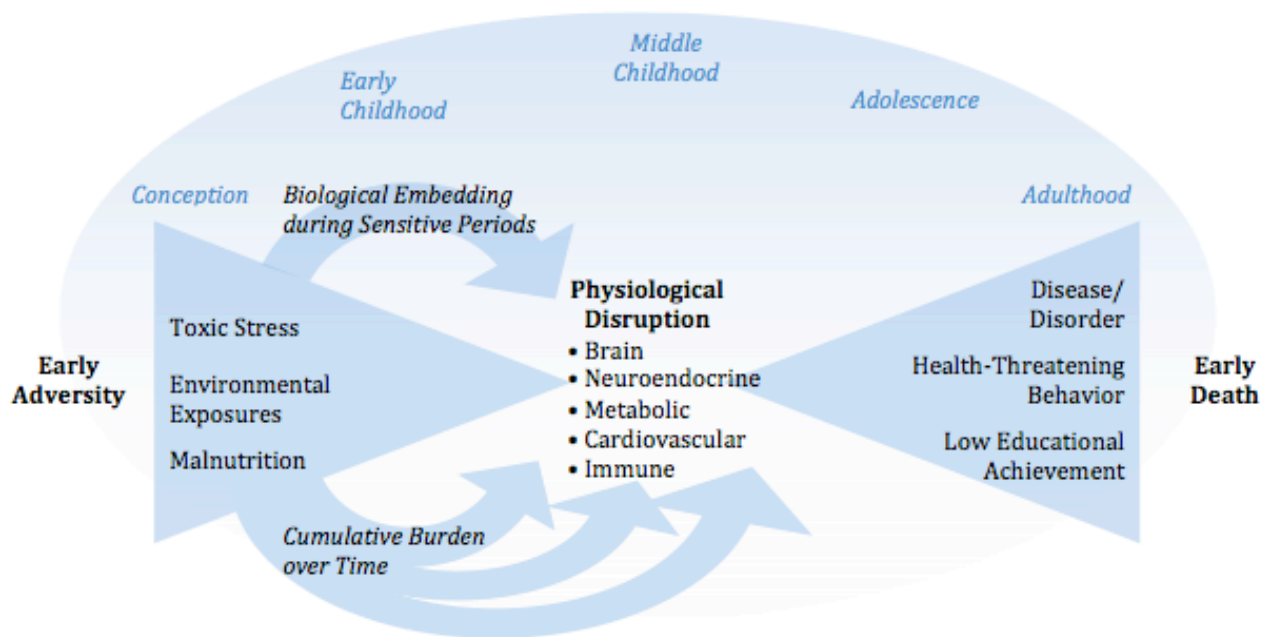 Middle
Childhood
Early
Childhood
Adolescence
Conception
Biological Embedding
during Sensitive Periods
Adulthood
Early
Adversity
Toxic Stress
Environmental
Exposures
Malnutrition
Physiological
Disruption
• Brain
• Neuroendocrine
• Metabolic
• Cardiovascular
• Immune
Disease/
Disorder
Health-Threatening
Behavior
Low Educational
Achievement
Early
Death
Cumulative Burden
over Time